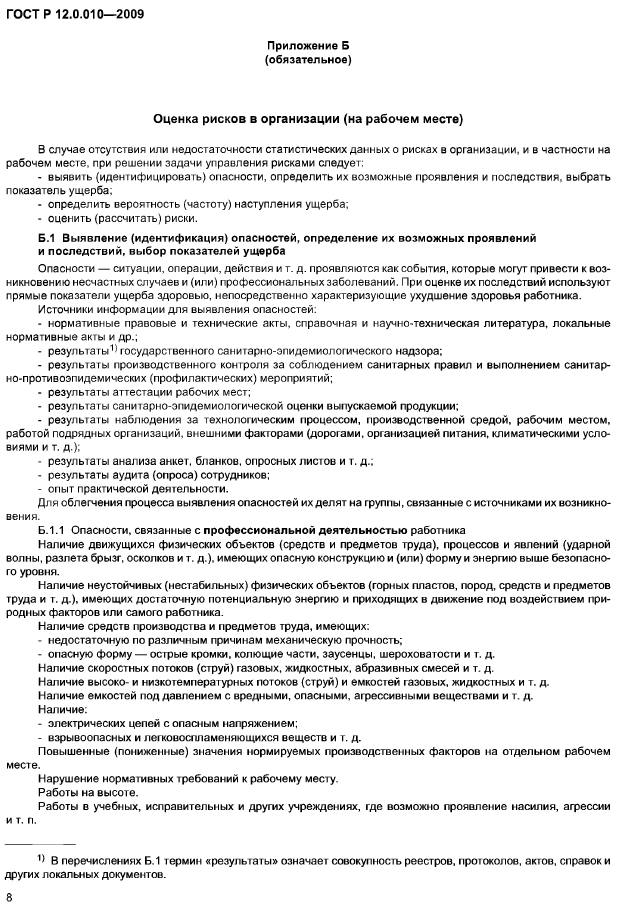 ГОСТ Р 12.0.010—2009
Приложение Б
(обязательное)
Оценка рисков в организации (на рабочем месте)
В случае отсутствия или недостаточности статистических данных о рисках в организации, и в частности на
рабочем месте, при решении задачи управления рисками следует:
- выявить (идентифицировать) опасности, определить их возможные проявления и последствия, выбрать
показатель ущерба;
- определить вероятность (частоту) наступления ущерба;
- оценить (рассчитать) риски.
Б.1 Выявление (идентификация) опасностей, определение их возможных проявлений
и последствий, выбор показателей ущерба
Опасности — ситуации, операции, действия и т. д. проявляются как события, которые могут привести к воз-
никновению несчастных случаев и (или) профессиональных заболеваний. При оценке их последствий используют
прямые показатели ущерба здоровью, непосредственно характеризующие ухудшение здоровья работника.
Источники информации для выявления опасностей:
- нормативные правовые и технические акты, справочная и научно-техническая литература, локальные
нормативные акты и др.;
- результаты1) государственного санитарно-эпидемиологического надзора;
- результаты производственного контроля за соблюдением санитарных правил и выполнением санитар-
но-противоэпидемических (профилактических) мероприятий;
- результаты аттестации рабочих мест;
- результаты санитарно-эпидемиологической оценки выпускаемой продукции;
- результаты наблюдения за технологическим процессом, производственной средой, рабочим местом,
работой подрядных организаций, внешними факторами (дорогами, организацией питания, климатическими усло-
виями и т. д.);
- результаты анализа анкет, бланков, опросных листов и т. д.;
- результаты аудита (опроса) сотрудников;
- опыт практической деятельности.
Для облегчения процесса выявления опасностей их делят на группы, связанные с источниками их возникно-
вения.
Б.1.1 Опасности, связанные с профессиональной деятельностью работника
Наличие движущихся физических объектов (средств и предметов труда), процессов и явлений (ударной
волны, разлета брызг, осколков и т. д.), имеющих опасную конструкцию и (или) форму и энергию выше безопасно-
го уровня.
Наличие неустойчивых (нестабильных) физических объектов (горных пластов, пород, средств и предметов
труда и т. д.), имеющих достаточную потенциальную энергию и приходящих в движение под воздействием при-
родных факторов или самого работника.
Наличие средств производства и предметов труда, имеющих:
- недостаточную по различным причинам механическую прочность;
- опасную форму — острые кромки, колющие части, заусенцы, шероховатости и т. д.
Наличие скоростных потоков (струй) газовых, жидкостных, абразивных смесей и т. д.
Наличие высоко- и низкотемпературных потоков (струй) и емкостей газовых, жидкостных и т. д.
Наличие емкостей под давлением с вредными, опасными, агрессивными веществами и т. д.
Наличие:
- электрических цепей с опасным напряжением;
- взрывоопасных и легковоспламеняющихся веществ и т. д.
Повышенные (пониженные) значения нормируемых производственных факторов на отдельном рабочем
месте.
Нарушение нормативных требований к рабочему месту.
Работы на высоте.
Работы в учебных, исправительных и других учреждениях, где возможно проявление насилия, агрессии
и т. п.
1) В перечислениях Б.1 термин «результаты» означает совокупность реестров, протоколов, актов, справок и
других локальных документов.
8